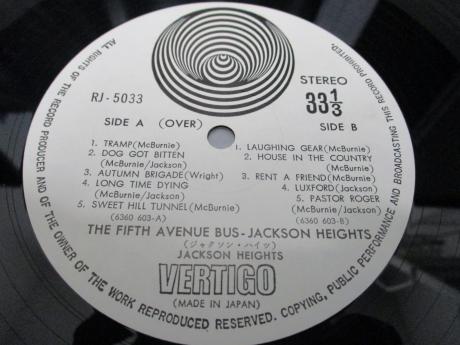 ALL RIGHTS OF THE RECORD PRODUCER AND OF THE OWNER OF THE WORK REPRODUCED RESERVED. COPYING, PUBLIC PERFORMANCE AND BROADCASTING THIS RECORD PROHIBITED.
RJ-5033
STEREO
33 1/3
SIDE A (OVER)
SIDE B
1. TRAMP(McBurnie)
2. DOG GOT BITTEN
(McBurnie/Jackson)
3. AUTUMN BRIGADE(Wright)
4. LONG TIME DYING
(McBurnie/Jackson)
5. SWEET HILL TUNNEL(McBurnie)
(6360 603-A)
1. LAUGHING GEAR(McBurnie)
2. HOUSE IN THE COUNTRY
(McBurnie)
3. RENT A FRIEND(McBurnie)
4. LUXFORD(Jackson)
5. PASTOR ROGER
(McBurnie/Jackson)
(6360 603-B)
THE FIFTH AVENUE BUS-JACKSON HEIGHTS
(ジャクソン・ハイツ)
JACKSON HEIGHTS
VERTIGO
(MADE IN JAPAN)